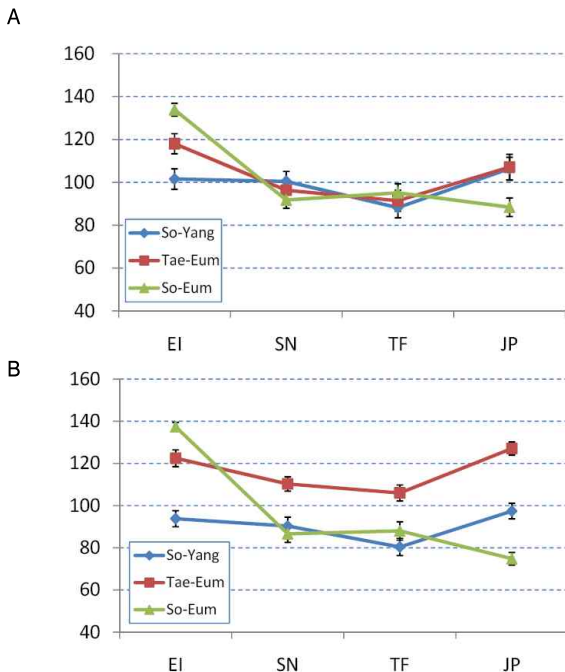 A
160
140
120
100
80
60
40
So-Yang
Tae-Eum
So-Eum
EI SN TF JP
B
160
140
120
100
80
60
40
So-Yang
Tae-Eum
So-Eum
EI SN TF JP